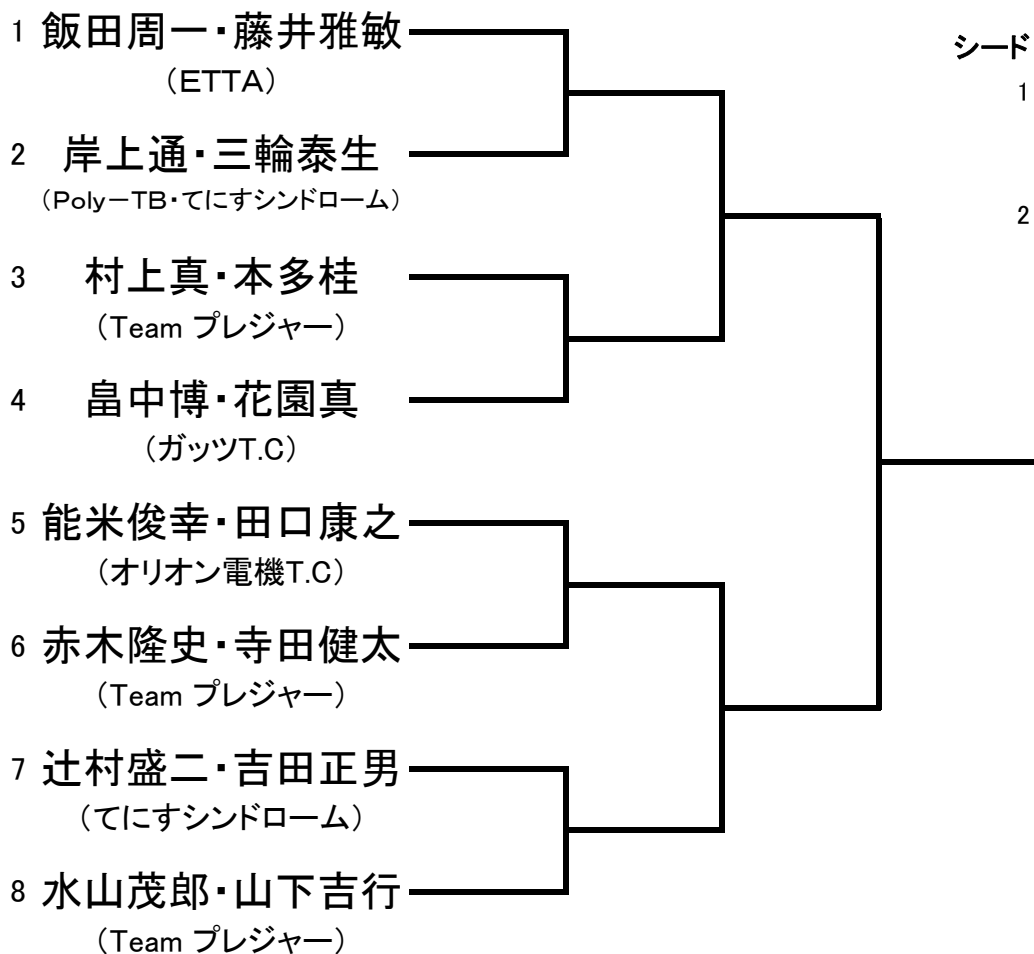 1 飯田周一・藤井雅敏
（ETTA）
2 岸上通・三輪泰生
（Poly－TB・てにすシンドローム）
3 村上真・本多桂
（Team プレジャー）
4 畠中博・花園真
（ガッツT.C）
5 能米俊幸・田口康之
（オリオン電機T.C）
6 赤木隆史・寺田健太
（Team プレジャー）
7 辻村盛二・吉田正男
（てにすシンドローム）
8 水山茂郎・山下吉行
（Team プレジャー）
シード
1
2